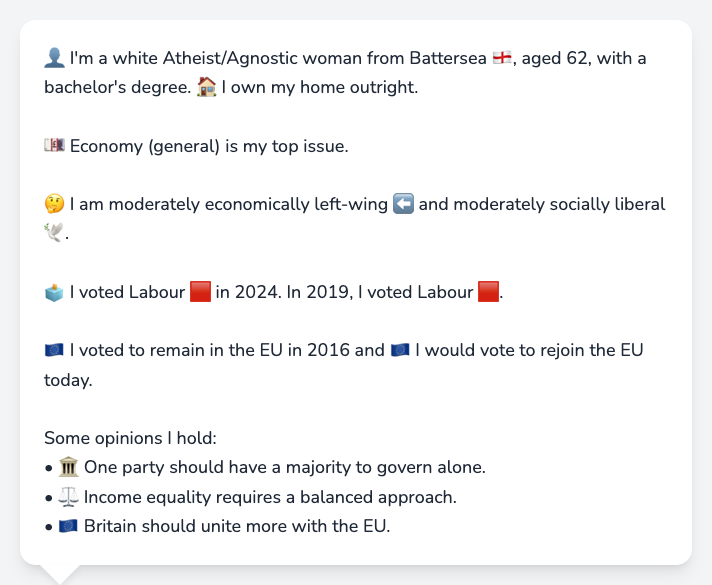 👤 I'm a white Atheist/Agnostic woman from Battersea 🏴󠁧󠁢󠁥󠁮󠁧󠁿, aged 62, with a
bachelor's degree. 🏠 I own my home outright.
💷 Economy (general) is my top issue.
🤔 I am moderately economically left-wing ⬅️ and moderately socially liberal
🕊️.
🗳️ I voted Labour 🟥 in 2024. In 2019, I voted Labour 🟥.
🇪🇺 I voted to remain in the EU in 2016 and 🇪🇺 I would vote to rejoin the EU
today.
Some opinions I hold:
• 🏛️ One party should have a majority to govern alone.
• ⚖️ Income equality requires a balanced approach.
• 🇪🇺 Britain should unite more with the EU.